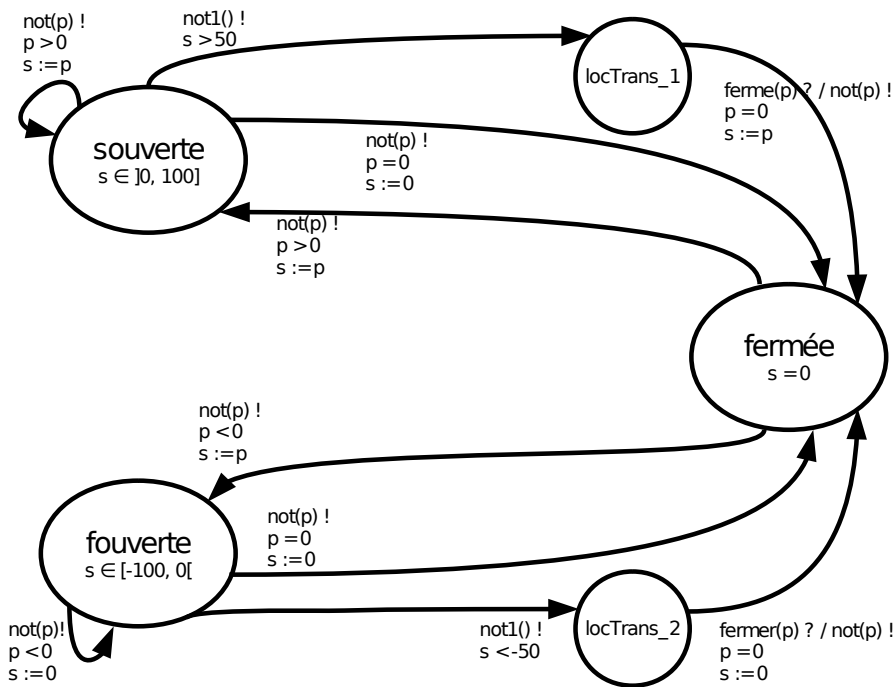 not(p) !
p > 0
s := p
not1() !
s > 50
locTrans_1
ferme(p) ? / not(p) !
p = 0
s := p
souverte
s ∈ ]0, 100]
not(p) !
p = 0
s := 0
not(p) !
p > 0
s := p
fermée
s = 0
not(p) !
p < 0
s := p
fouverte
s ∈ [-100, 0[
not(p) !
p = 0
s := 0
not(p)!
p < 0
s := 0
not1() !
s < -50
locTrans_2
fermer(p) ? / not(p) !
p = 0
s := 0